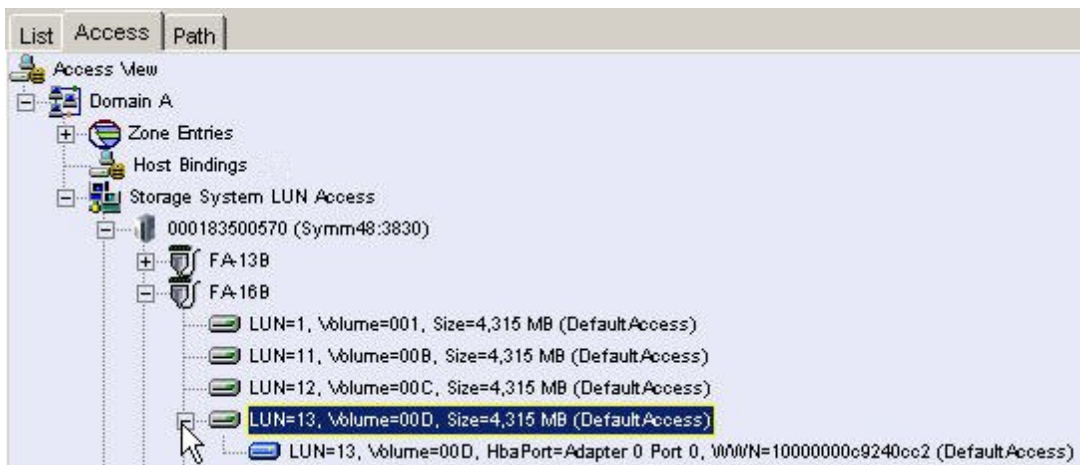 List Access Path
Access View
Domain A
Zone Entries
Host Bindings
Storage System LUN Access
000183500570 (Symm48:3830)
FA-13B
FA-16B
LUN=1, Volume=001, Size=4,315 MB (DefaultAccess)
LUN=11, Volume=00B, Size=4,315 MB (DefaultAccess)
LUN=12, Volume=00C, Size=4,315 MB (DefaultAccess)
LUN=13, Volume=00D, Size=4,315 MB (DefaultAccess)
LUN=13, Volume=00D, HbaPort=Adapter 0 Port 0, WWN=10000000c9240cc2 (DefaultAccess)